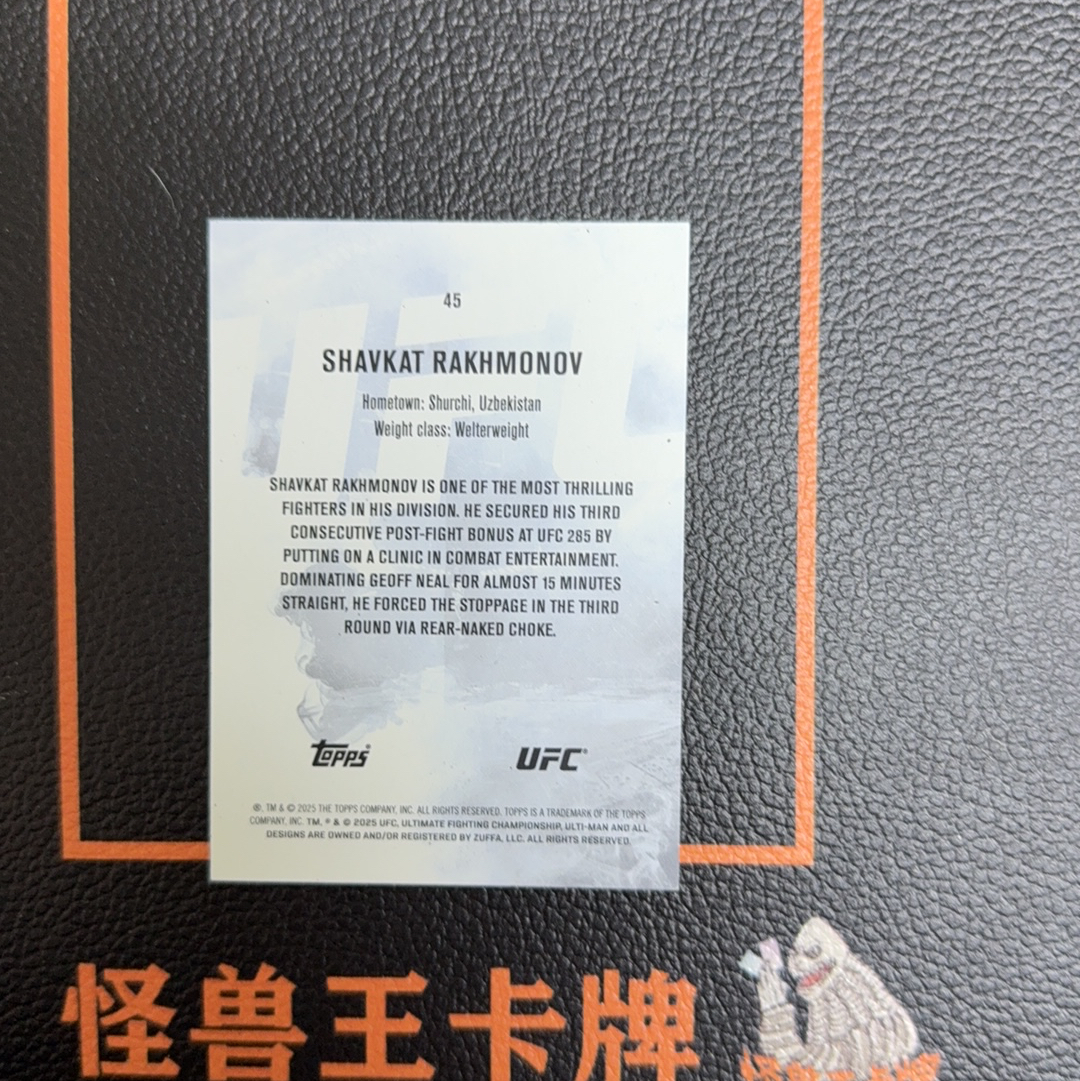 45
SHAVKAT RAKHMONOV
Hometown: Shurchi, Uzbekistan
Weight class: Welterweight
SHAVKAT RAKHMONOV IS ONE OF THE MOST THRILLING
FIGHTERS IN HIS DIVISION. HE SECURED HIS THIRD
CONSECUTIVE POST-FIGHT BONUS AT UFC 285 BY
PUTTING ON A CLINIC IN COMBAT ENTERTAINMENT.
DOMINATING GEOFF NEAL FOR ALMOST 15 MINUTES
STRAIGHT, HE FORCED THE STOPPAGE IN THE THIRD
ROUND VIA REAR-NAKED CHOKE.
Topps® UFC®
®, TM & © 2025 THE TOPPS COMPANY, INC. ALL RIGHTS RESERVED. TOPPS IS A TRADEMARK OF THE TOPPS
COMPANY, INC. TM, ® & © 2025 UFC, ULTIMATE FIGHTING CHAMPIONSHIP, ULTI-MAN AND ALL
DESIGNS ARE OWNED AND/OR REGISTERED BY ZUFFA, LLC. ALL RIGHTS RESERVED.
怪兽王卡牌